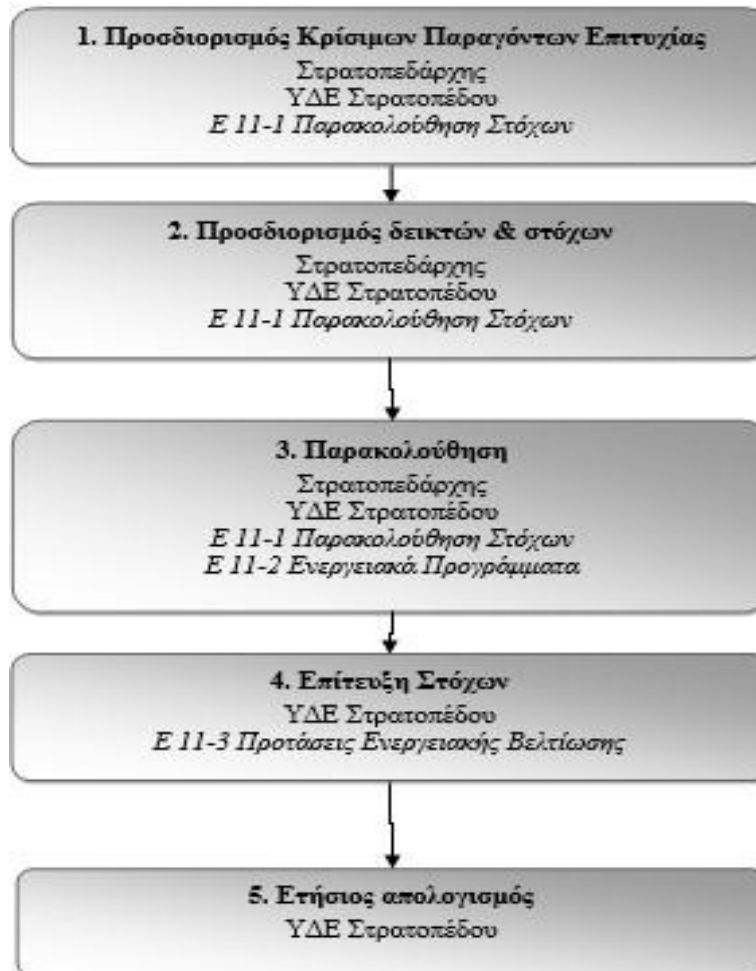 1. Προσδιορισμός Κρίσιμων Παραγόντων Επιτυχίας
Στρατοπεδάρχης
ΥΔΕ Στρατοπέδου
Ε 11-1 Παρακολούθηση Στόχων
2. Προσδιορισμός δεικτών & στόχων
Στρατοπεδάρχης
ΥΔΕ Στρατοπέδου
Ε 11-1 Παρακολούθηση Στόχων
3. Παρακολούθηση
Στρατοπεδάρχης
ΥΔΕ Στρατοπέδου
Ε 11-1 Παρακολούθηση Στόχων
Ε 11-2 Ενεργειακά Προγράμματα
4. Επίτευξη Στόχων
ΥΔΕ Στρατοπέδου
Ε 11-3 Προτάσεις Ενεργειακής Βελτίωσης
5. Ετήσιος απολογισμός
ΥΔΕ Στρατοπέδου